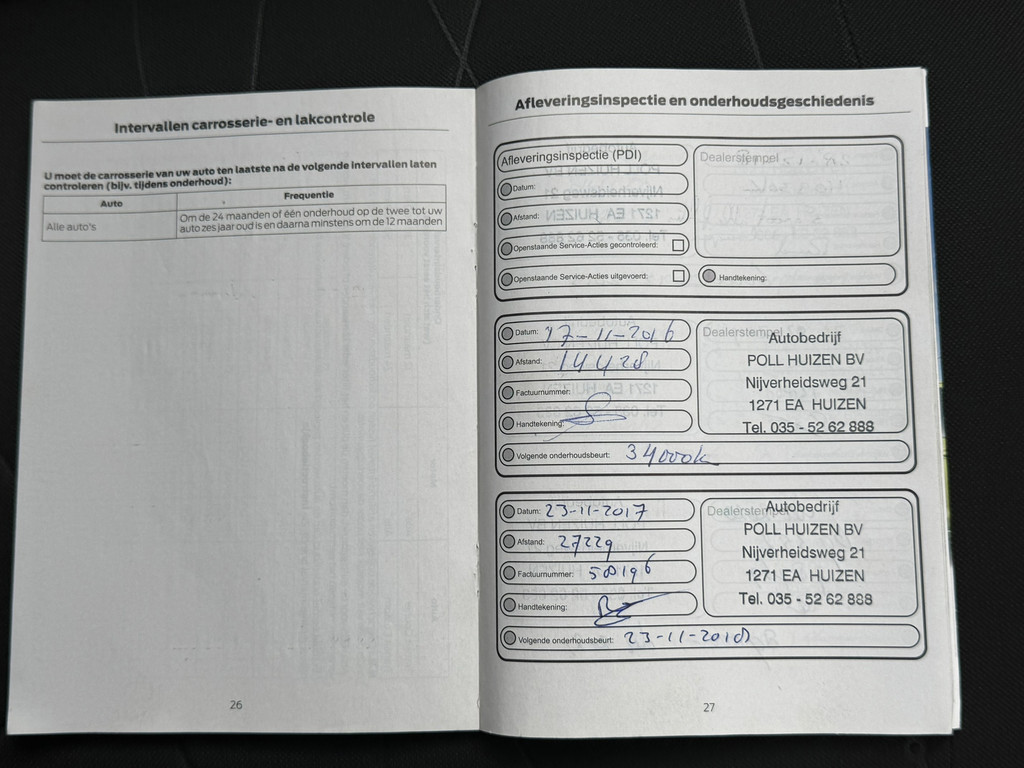 Intervallen carrosserie- en lakcontrole
U moet de carrosserie van uw auto ten laatste na de volgende intervallen laten
controleren (bijv. tijdens onderhoud):
Auto Frequentie
Alle auto's Om de 24 maanden of één onderhoud op de twee tot uw
auto zes jaar oud is en daarna minstens om de 12 maanden
26
Afleveringsinspectie en onderhoudsgeschiedenis
Afleveringsinspectie (PDI)
Dealerstempel
Datum:
Afstand:
Openstaande Service-Acties gecontroleerd:
Openstaande Service-Acties uitgevoerd:
Handtekening:
Datum: 17-11-2016
Afstand: 14428
Factuurnummer:
Handtekening:
Dealerstempel
Autobedrijf
POLL HUIZEN BV
Nijverheidsweg 21
1271 EA HUIZEN
Tel. 035 - 52 62 888
Volgende onderhoudsbeurt: 34000k
Datum: 23-11-2017
Afstand: 27229
Factuurnummer: 58196
Handtekening:
Dealerstempel
Autobedrijf
POLL HUIZEN BV
Nijverheidsweg 21
1271 EA HUIZEN
Tel. 035 - 52 62 888
Volgende onderhoudsbeurt: 23-11-2018
27